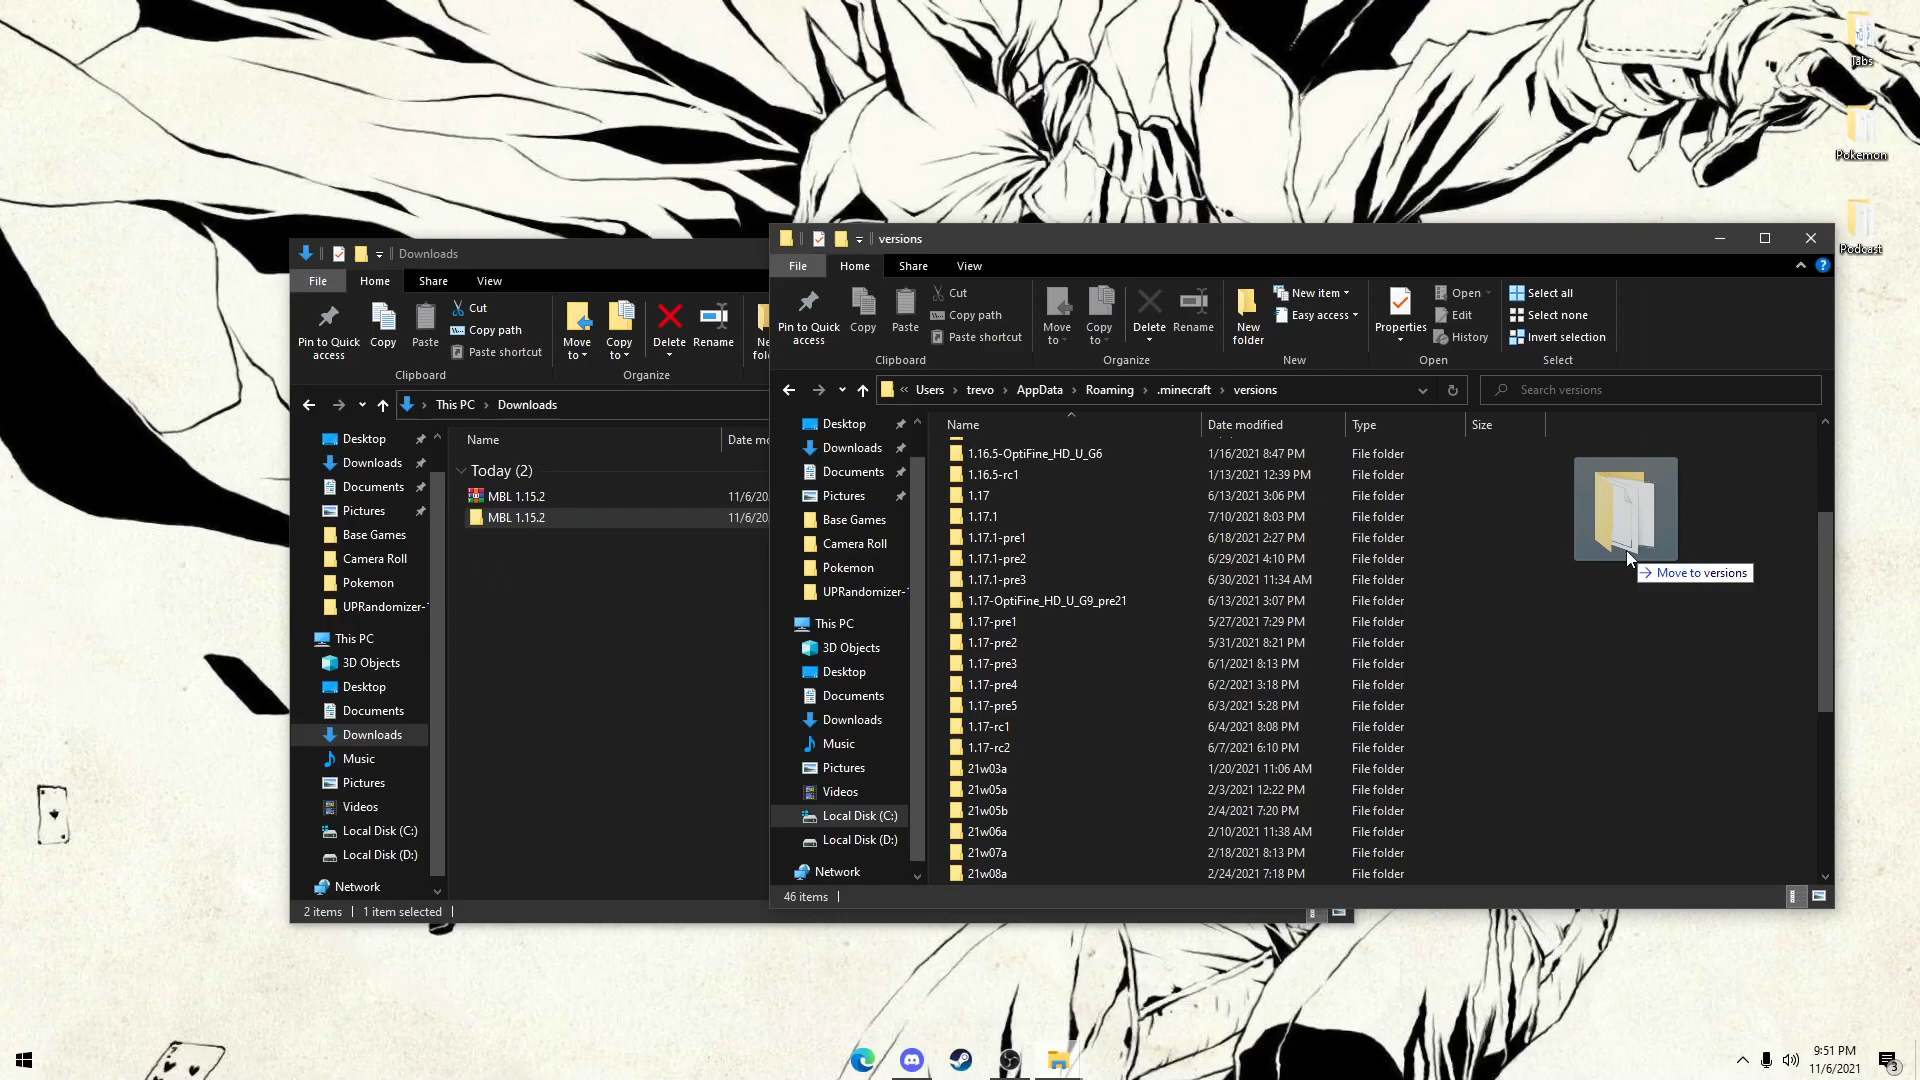 Tabs
Pokemon
Podcast
Downloads
File Home Share View
Pin to Quick access
Copy
Paste
Cut
Copy path
Paste shortcut
Clipboard
Move to
Copy to
Delete
Rename
Organize
This PC > Downloads
Desktop
Downloads
Documents
Pictures
Base Games
Camera Roll
Pokemon
UPRandomizer-
This PC
3D Objects
Desktop
Documents
Downloads
Music
Pictures
Videos
Local Disk (C:)
Local Disk (D:)
Network
Name
Today (2)
MBL 1.15.2 11/6/20
MBL 1.15.2 11/6/20
2 items 1 item selected
versions
File Home Share View
Pin to Quick access
Copy
Paste
Cut
Copy path
Paste shortcut
Clipboard
Move to
Copy to
Delete
Rename
Organize
New folder
New item
Easy access
New
Properties
Open
Edit
History
Open
Select all
Select none
Invert selection
Select
« Users > trevo > AppData > Roaming > .minecraft > versions
Search versions
Desktop
Downloads
Documents
Pictures
Base Games
Camera Roll
Pokemon
UPRandomizer-
This PC
3D Objects
Desktop
Documents
Downloads
Music
Pictures
Videos
Local Disk (C:)
Local Disk (D:)
Network
Name Date modified Type Size
1.16.5-OptiFine_HD_U_G6 1/16/2021 8:47 PM File folder
1.16.5-rc1 1/13/2021 12:39 PM File folder
1.17 6/13/2021 3:06 PM File folder
1.17.1 7/10/2021 8:03 PM File folder
1.17.1-pre1 6/18/2021 2:27 PM File folder
1.17.1-pre2 6/29/2021 4:10 PM File folder
1.17.1-pre3 6/30/2021 11:34 AM File folder
1.17-OptiFine_HD_U_G9_pre21 6/13/2021 3:07 PM File folder
1.17-pre1 5/27/2021 7:29 PM File folder
1.17-pre2 5/31/2021 8:21 PM File folder
1.17-pre3 6/1/2021 8:13 PM File folder
1.17-pre4 6/2/2021 3:18 PM File folder
1.17-pre5 6/3/2021 5:28 PM File folder
1.17-rc1 6/4/2021 8:08 PM File folder
1.17-rc2 6/7/2021 6:10 PM File folder
21w03a 1/20/2021 11:06 AM File folder
21w05a 2/3/2021 12:22 PM File folder
21w05b 2/4/2021 7:20 PM File folder
21w06a 2/10/2021 11:38 AM File folder
21w07a 2/18/2021 8:13 PM File folder
21w08a 2/24/2021 7:18 PM File folder
Move to versions
46 items
9:51 PM
11/6/2021
3